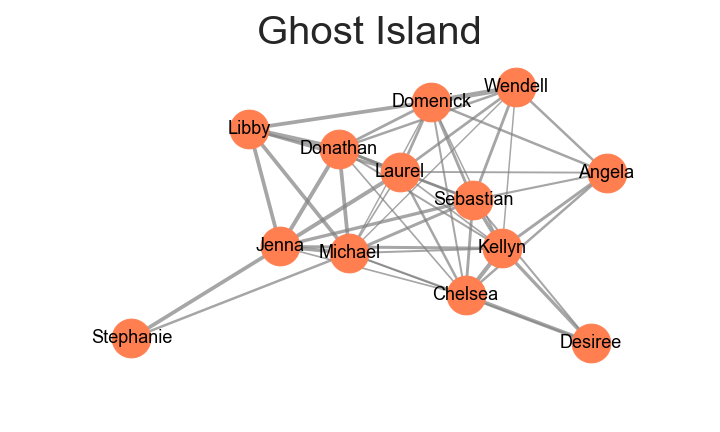 Ghost Island
Wendell
Domenick
Libby
Donathan
Laurel
Angela
Sebastian
Jenna
Michael
Kellyn
Chelsea
Stephanie
Desiree